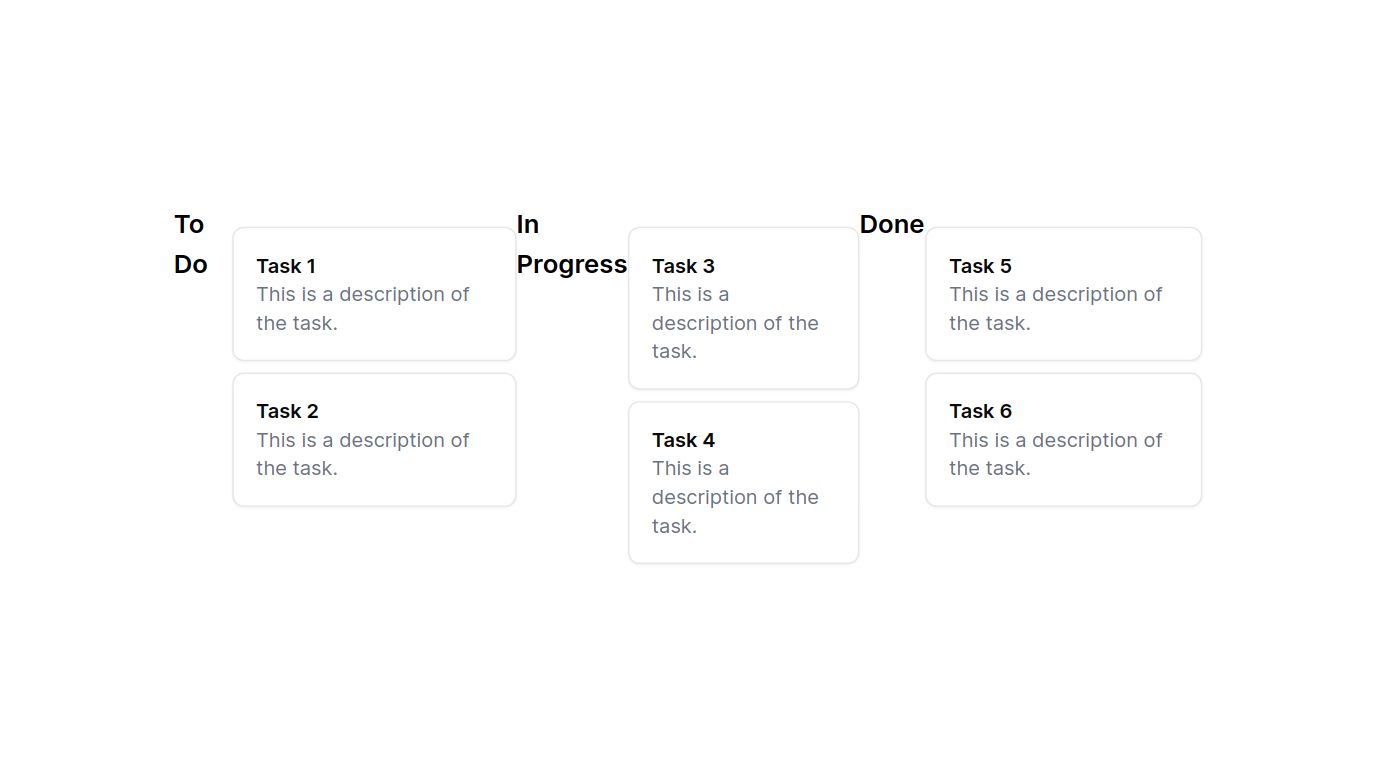 To
Do
Task 1
This is a description of
the task.
Task 2
This is a description of
the task.
In
Progress
Task 3
This is a
description of the
task.
Task 4
This is a
description of the
task.
Done
Task 5
This is a description of
the task.
Task 6
This is a description of
the task.